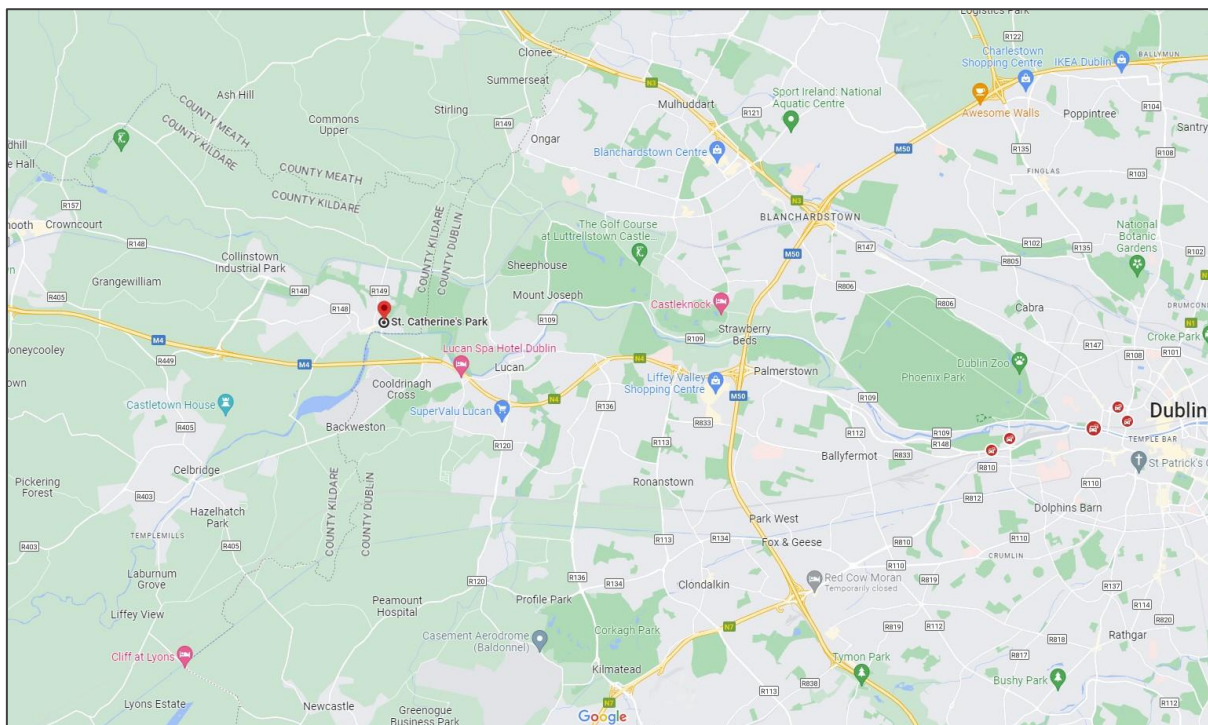 Logistics Park
R122
Clonee
N3
Charlestown
Shopping Centre
IKEA Dublin
BALLYMUN
Summerseat
Ash Hill
Mulhuddart
Sport Ireland: National
Aquatic Centre
R121
Awesome Walls
Poppintree
R104
COUNTY MEATH
COUNTY KILDARE
Commons
Upper
Stirling
R149
Ongar
Santry
Blanchardstown Centre
M50
R135
R108
COUNTY MEATH
COUNTY KILDARE
FINGLAS
R103
R157
Crowncourt
N3
BLANCHARDSTOWN
National
Botanic
Gardens
R148
COUNTY KILDARE
COUNTY DUBLIN
The Golf Course
at Luttrellstown Castle...
R147
R102
R135
R102
Collinstown
Industrial Park
Sheephouse
M50
R805
Grangewilliam
R405
R148
R149
Mount Joseph
R806
R806
Cabra
DRUMCONDRA
R148
St. Catherine's Park
R109
Castleknock
Strawberry
Beds
N1
M4
R109
R147
Croke Park
R449
M4
Lucan Spa Hotel Dublin
Lucan
N4
Palmerstown
Dublin Zoo
Phoenix Park
R108
R101
Cooldrinagh
Cross
Liffey Valley
Shopping Centre
M50
Castletown House
SuperValu Lucan
N4
R136
R109
Dublin
R405
Backweston
R833
R112
R109
R148
TEMPLE BAR
R120
R113
Ballyfermot
R833
R810
St Patrick's C
Celbridge
Pickering
Forest
Ronanstown
R812
R110
R403
Hazelhatch
Park
COUNTY KILDARE
COUNTY DUBLIN
Park West
Dolphins Barn
TEMPLEMILLS
R405
R113
R134
Fox & Geese
R810
R110
R403
CRUMLIN
R110
Laburnum
Grove
R120
R136
R134
Clondalkin
Red Cow Moran
Temporarily closed
R819
R137
Liffey View
Peamount
Hospital
Profile Park
R114
R820
N7
R819
R112
R818
Rathgar
Cliff at Lyons
Casement Aerodrome
(Baldonnel)
Corkagh Park
R817
Kilmatead
Tymon Park
Bushy Park
R838
R113
Lyons Estate
Newcastle
Greenogue
Business Park
N7
Google
R112